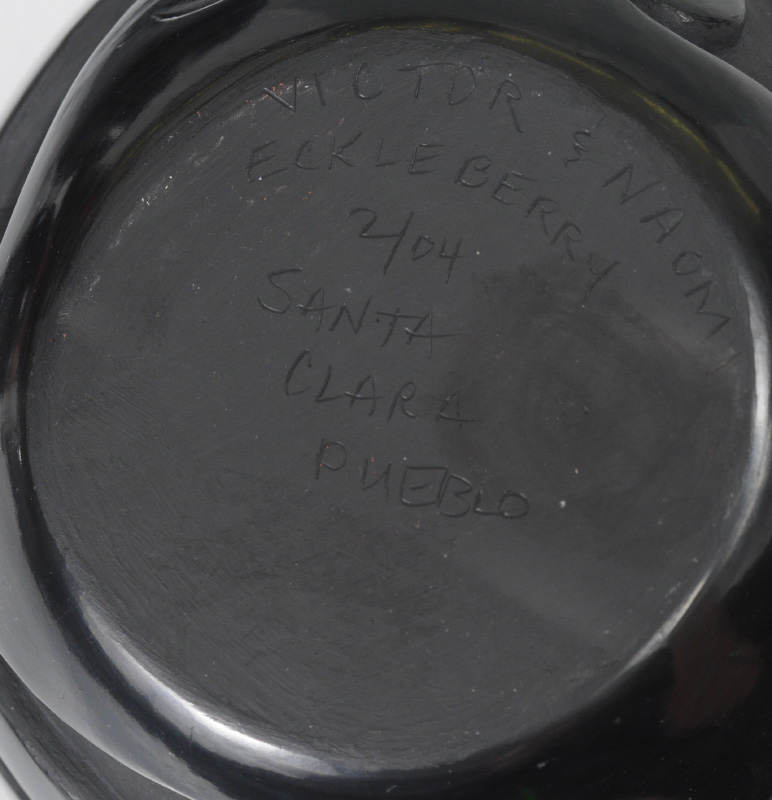 VICTOR & NAOMI
ECKLEBERRY
2/04
SANTA
CLARA
PUEBLO